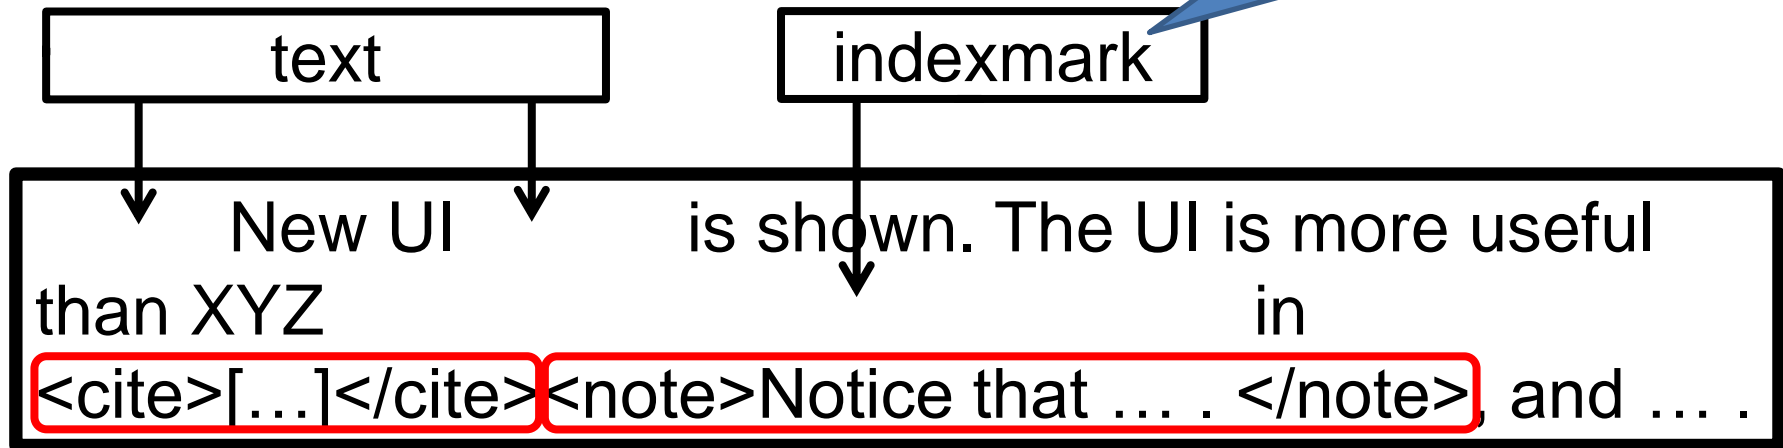 text
indexmark
New UI is shown. The UI is more useful
than XYZ in
<cite>[…]</cite><note>Notice that … . </note>, and … .